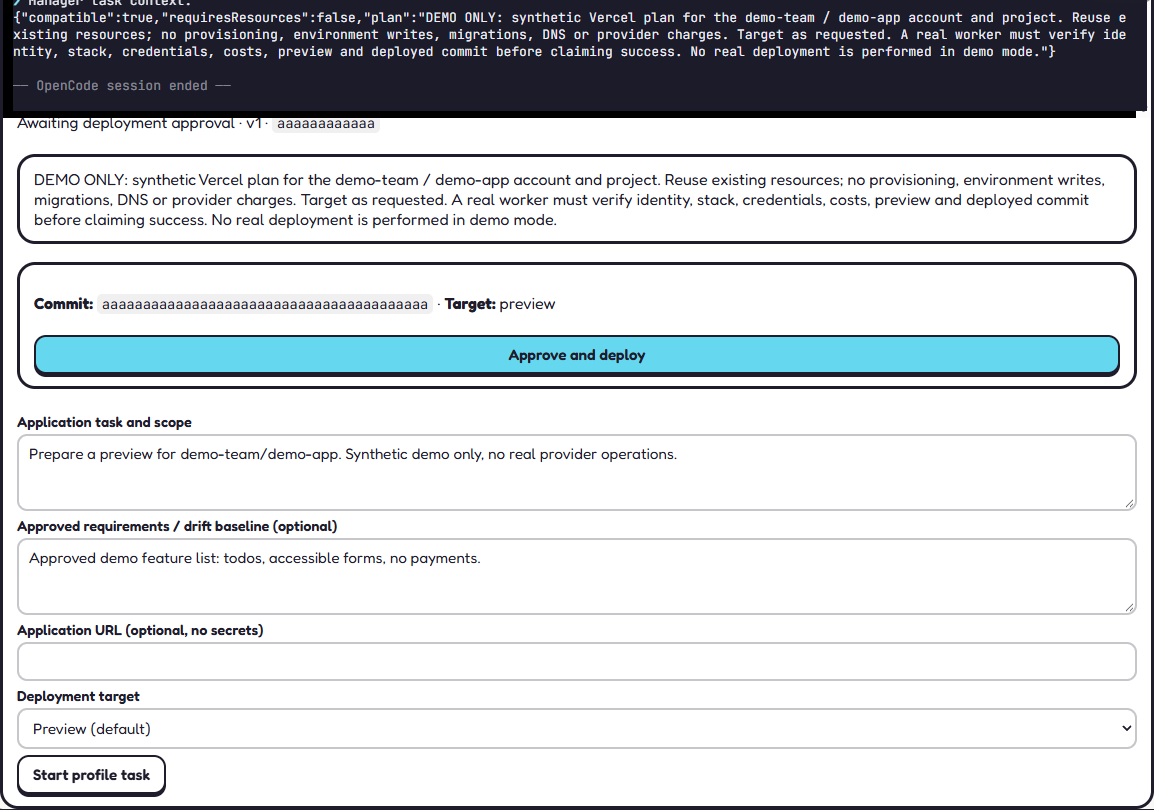 Manager task context:
{"compatible":true,"requiresResources":false,"plan":"DEMO ONLY: synthetic Vercel plan for the demo-team / demo-app account and project. Reuse e
xisting resources; no provisioning, environment writes, migrations, DNS or provider charges. Target as requested. A real worker must verify ide
ntity, stack, credentials, costs, preview and deployed commit before claiming success. No real deployment is performed in demo mode."}
── OpenCode session ended ──
Awaiting deployment approval · v1 · aaaaaaaaaaaa
DEMO ONLY: synthetic Vercel plan for the demo-team / demo-app account and project. Reuse existing resources; no provisioning, environment writes,
migrations, DNS or provider charges. Target as requested. A real worker must verify identity, stack, credentials, costs, preview and deployed commit
before claiming success. No real deployment is performed in demo mode.
Commit: aaaaaaaaaaaaaaaaaaaaaaaaaaaaaaaaaaaaaaaa · Target: preview
Approve and deploy
Application task and scope
Prepare a preview for demo-team/demo-app. Synthetic demo only, no real provider operations.
Approved requirements / drift baseline (optional)
Approved demo feature list: todos, accessible forms, no payments.
Application URL (optional, no secrets)
Deployment target
Preview (default)
Start profile task